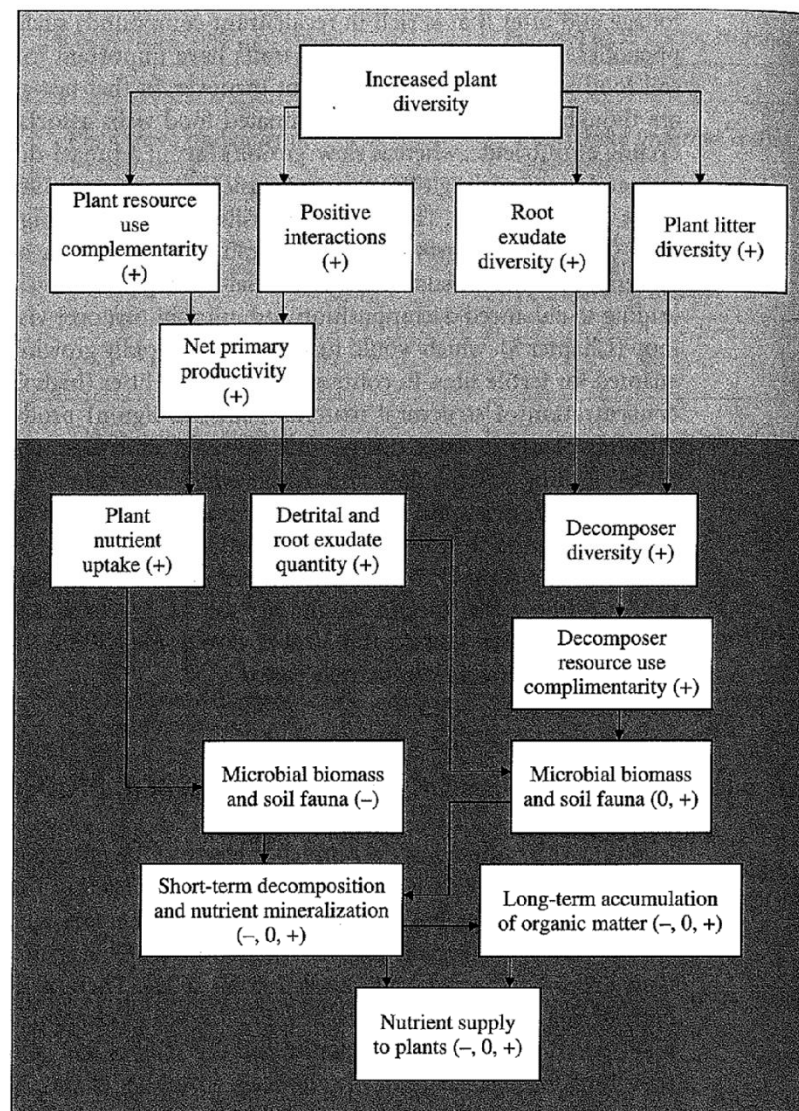 Increased plant
diversity
Plant resource
use
complementarity
(+)
Positive
interactions
(+)
Root
exudate
diversity (+)
Plant litter
diversity (+)
Net primary
productivity
(+)
Plant
nutrient
uptake (+)
Detrital and
root exudate
quantity (+)
Decomposer
diversity (+)
Decomposer
resource use
complimentarity (+)
Microbial biomass
and soil fauna (–)
Microbial biomass
and soil fauna (0, +)
Short-term decomposition
and nutrient mineralization
(–, 0, +)
Long-term accumulation
of organic matter (–, 0, +)
Nutrient supply
to plants (–, 0, +)